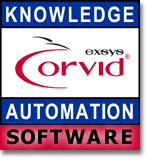 KNOWLEDGE
exsys
Corvid®
AUTOMATION
SOFTWARE